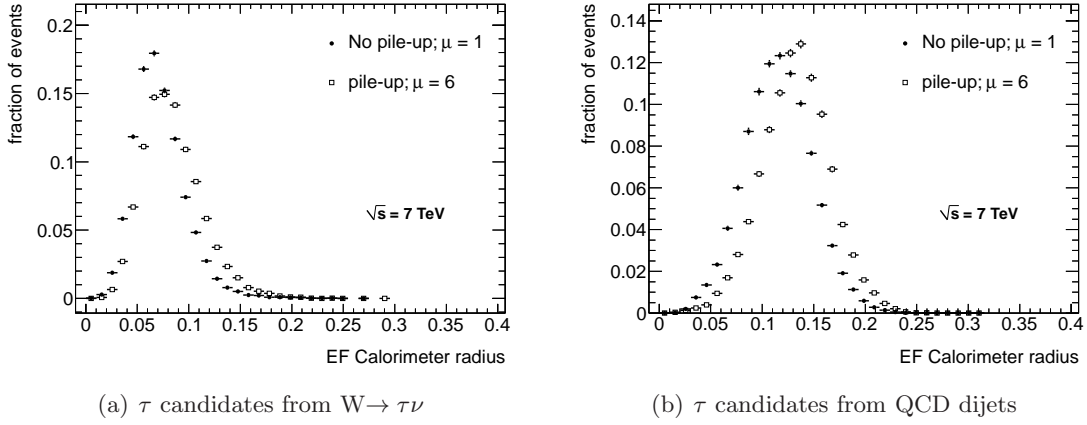 fraction of events
0.2
0.15
0.1
0.05
0
No pile-up; μ = 1
pile-up; μ = 6
√s = 7 TeV
0 0.05 0.1 0.15 0.2 0.25 0.3 0.35 0.4
EF Calorimeter radius
(a) τ candidates from W→ τν
fraction of events
0.14
0.12
0.1
0.08
0.06
0.04
0.02
0
No pile-up; μ = 1
pile-up; μ = 6
√s = 7 TeV
0 0.05 0.1 0.15 0.2 0.25 0.3 0.35 0.4
EF Calorimeter radius
(b) τ candidates from QCD dijets